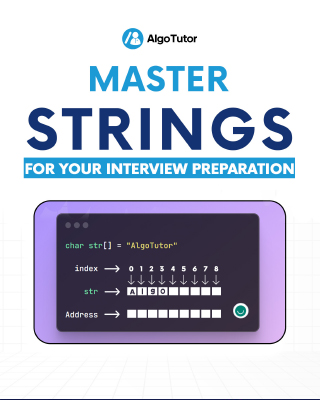 AlgoTutor
MASTER
STRINGS
FOR YOUR INTERVIEW PREPARATION
char str[] = "AlgoTutor"
index → 0 1 2 3 4 5 6 7 8
str → A l g o
Address →